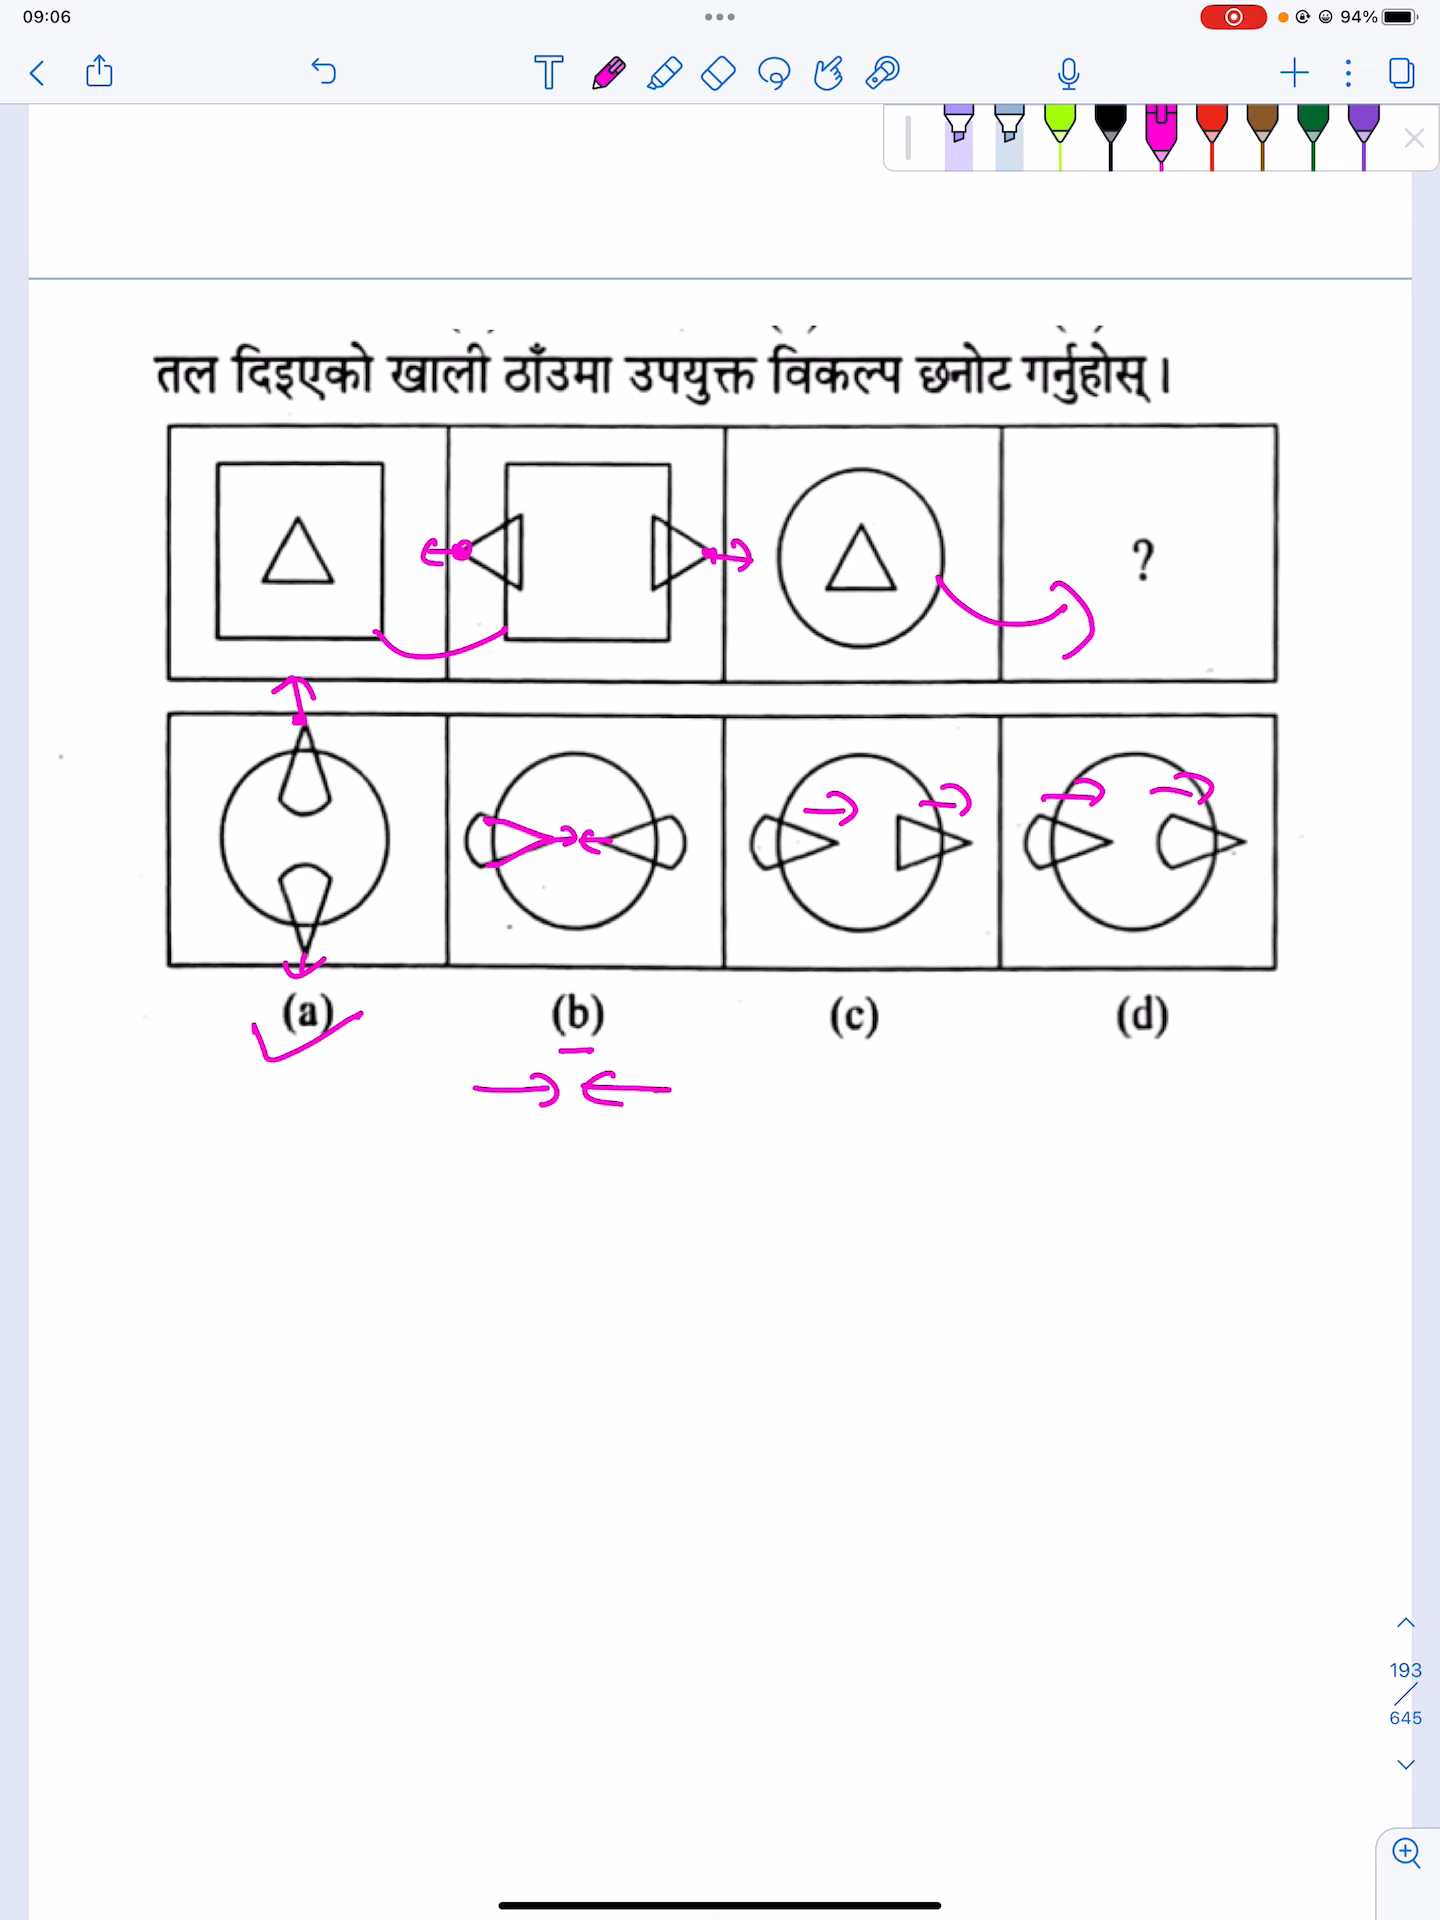 09:06
94%
तल दिइएको खाली ठाँउमा उपयुक्त विकल्प छनोट गर्नुहोस् ।
?
(a) (b) (c) (d)
193
645